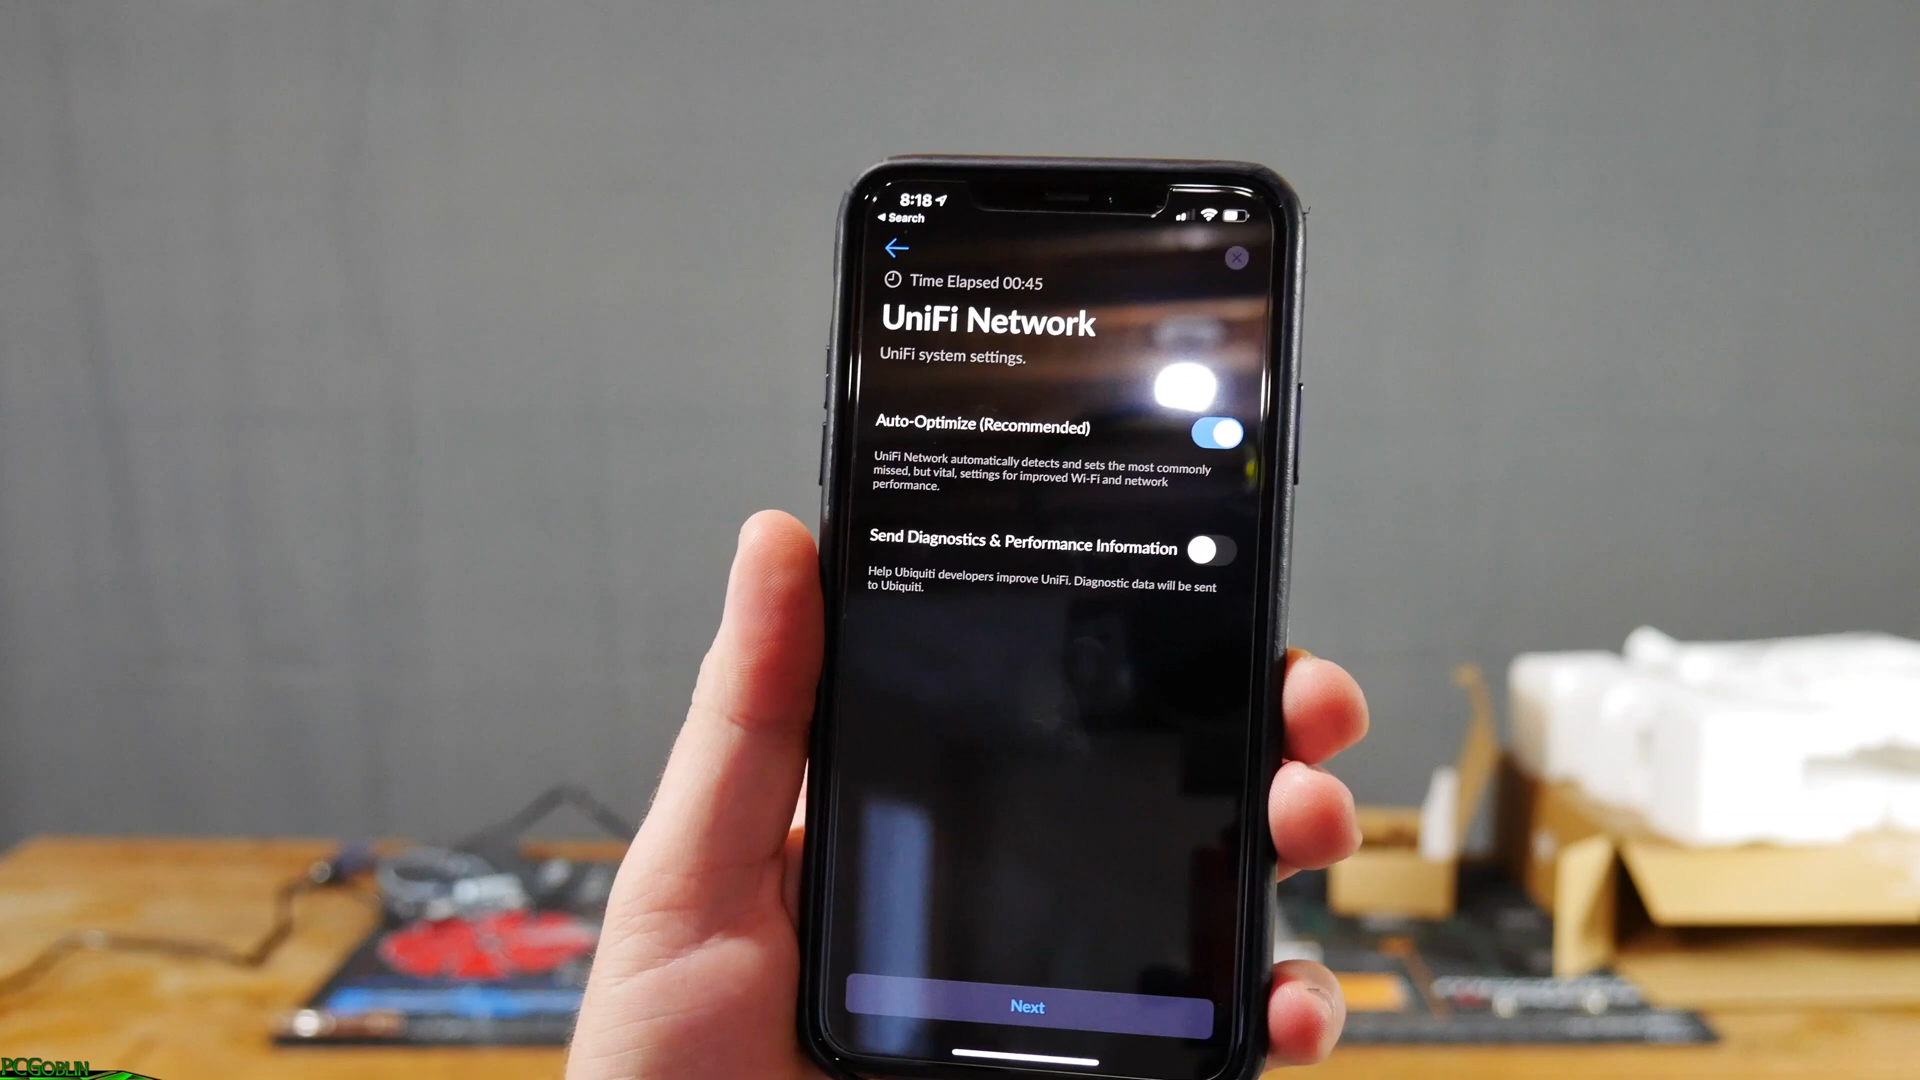 8:18
Search
Time Elapsed 00:45
UniFi Network
UniFi system settings.
Auto-Optimize (Recommended)
UniFi Network automatically detects and sets the most commonly
missed, but vital, settings for improved Wi-Fi and network
performance.
Send Diagnostics & Performance Information
Help Ubiquiti developers improve UniFi. Diagnostic data will be sent
to Ubiquiti.
Next
PCGOBLIN